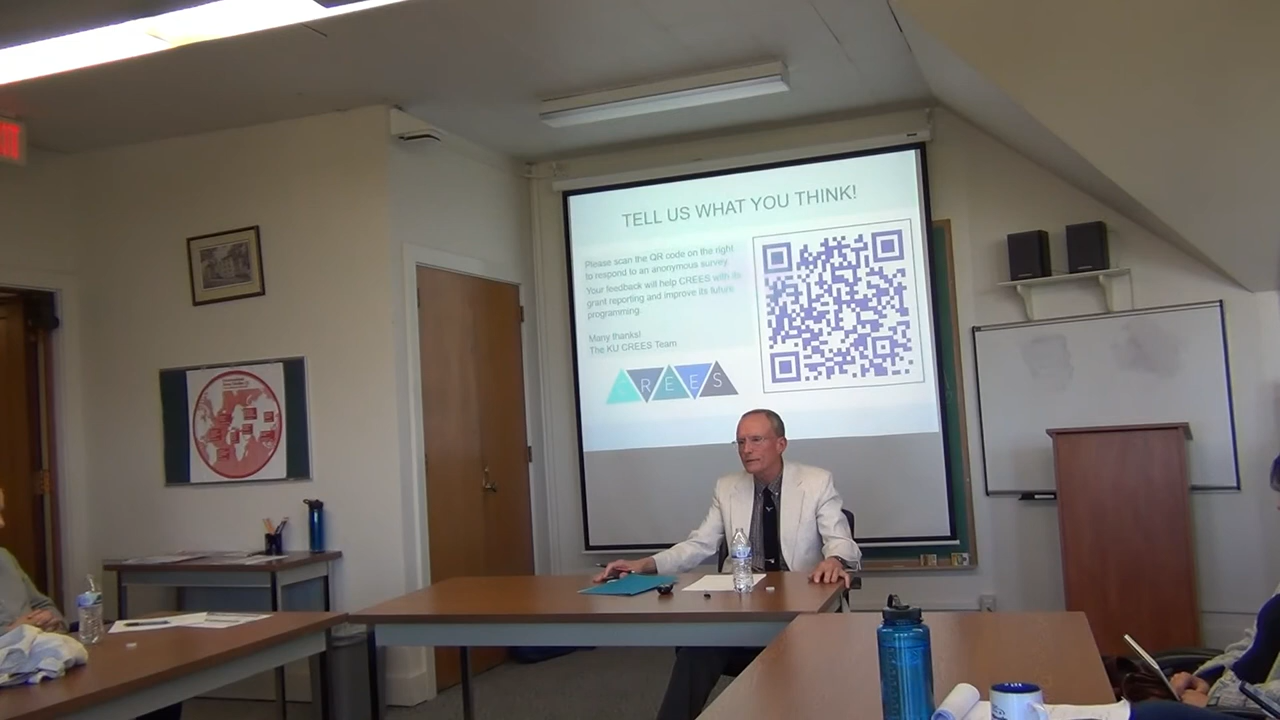 TELL US WHAT YOU THINK!
Please scan the QR code on the right
to respond to an anonymous survey.
Your feedback will help CREES with its
grant reporting and improve its future
programming.
Many thanks!
The KU CREES Team
CREES